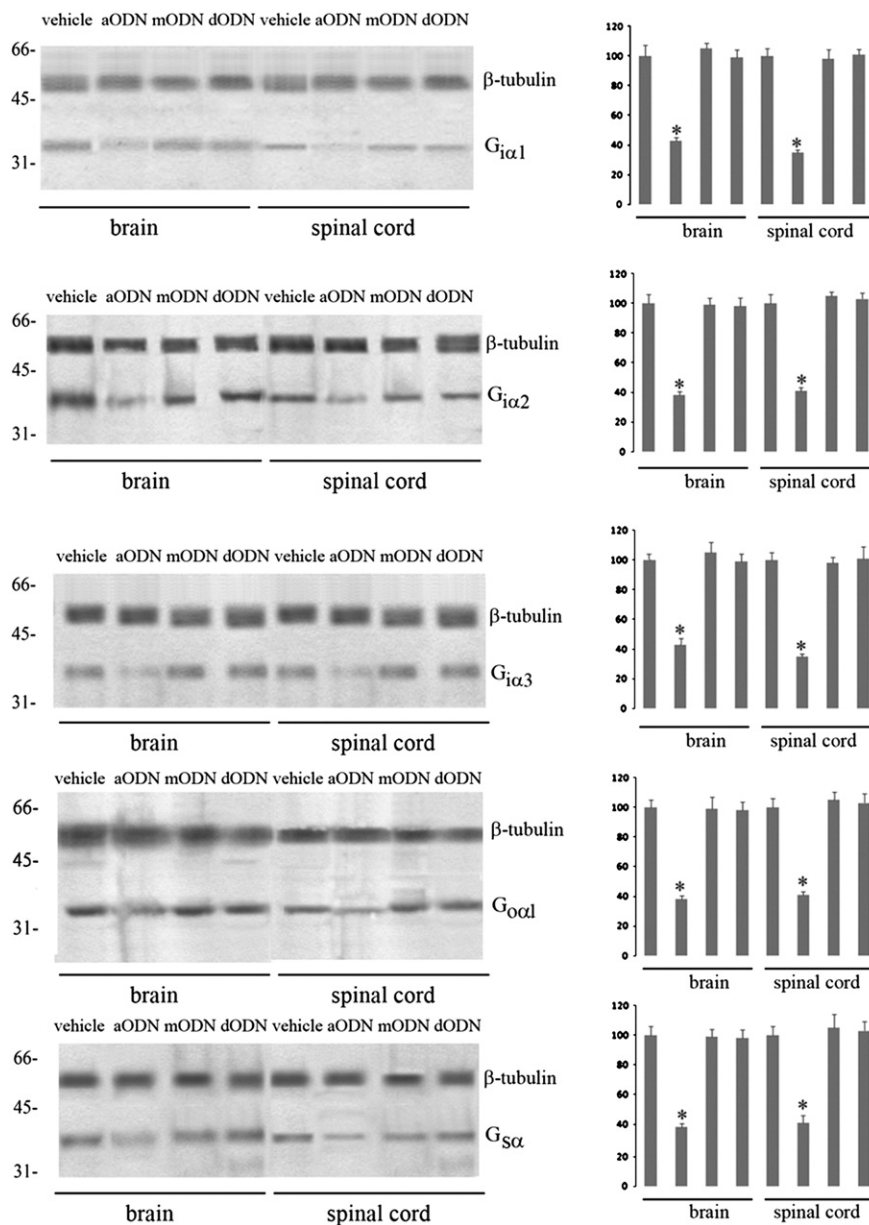 vehicle aODN mODN dODN vehicle aODN mODN dODN
66-
45-
31-
β-tubulin
Giα1
brain spinal cord
120
100
80
60
40
20
0
*
*
brain spinal cord
vehicle aODN mODN dODN vehicle aODN mODN dODN
66-
45-
31-
β-tubulin
Giα2
brain spinal cord
120
100
80
60
40
20
0
*
*
brain spinal cord
vehicle aODN mODN dODN vehicle aODN mODN dODN
66-
45-
31-
β-tubulin
Giα3
brain spinal cord
120
100
80
60
40
20
0
*
*
brain spinal cord
vehicle aODN mODN dODN vehicle aODN mODN dODN
66-
45-
31-
β-tubulin
Goαl
brain spinal cord
120
100
80
60
40
20
0
*
*
brain spinal cord
vehicle aODN mODN dODN vehicle aODN mODN dODN
66-
45-
31-
β-tubulin
GSα
brain spinal cord
120
100
80
60
40
20
0
*
*
brain spinal cord